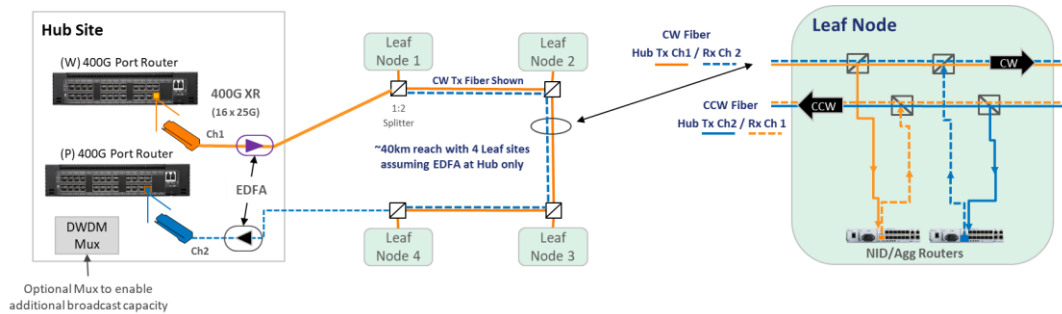 Hub Site
(W) 400G Port Router
400G XR
(16 x 25G)
Ch1
(P) 400G Port Router
EDFA
DWDM
Mux
Ch2
Optional Mux to enable
additional broadcast capacity
Leaf
Node 1
Leaf
Node 2
CW Tx Fiber Shown
1:2
Splitter
~40km reach with 4 Leaf sites
assuming EDFA at Hub only
Leaf
Node 4
Leaf
Node 3
CW Fiber
Hub Tx Ch1 / Rx Ch 2
CCW Fiber
Hub Tx Ch2 / Rx Ch 1
Leaf Node
CW
CCW
NID/Agg Routers